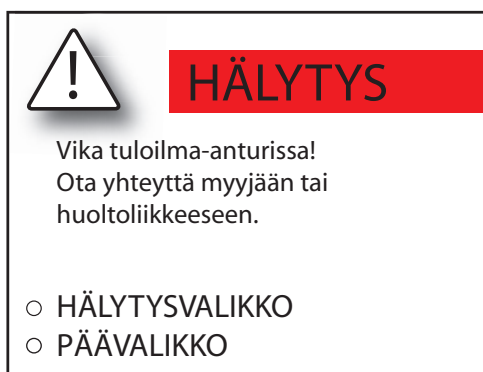 !
HÄLYTYS
Vika tuloilma-anturissa!
Ota yhteyttä myyjään tai
huoltoliikkeeseen.
HÄLYTYSVALIKKO
PÄÄVALIKKO